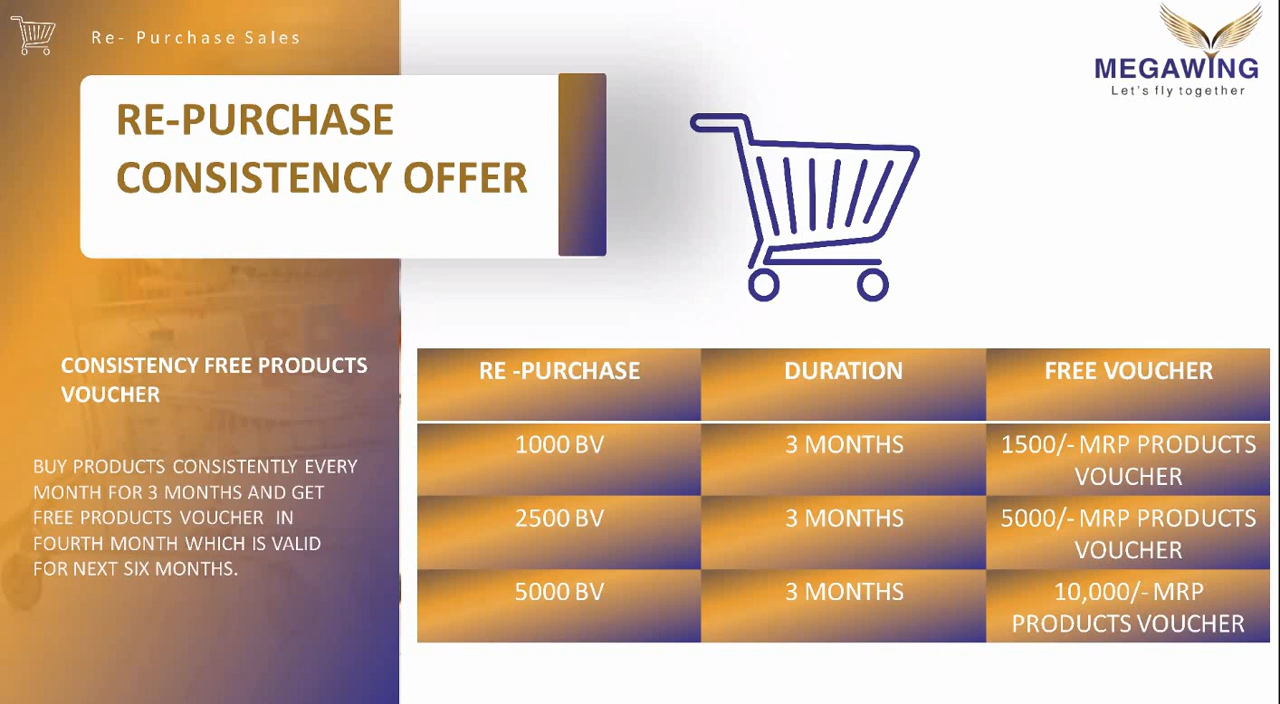 Re- Purchase Sales
MEGAWING
Let's fly together
RE-PURCHASE
CONSISTENCY OFFER
CONSISTENCY FREE PRODUCTS
VOUCHER
BUY PRODUCTS CONSISTENTLY EVERY
MONTH FOR 3 MONTHS AND GET
FREE PRODUCTS VOUCHER IN
FOURTH MONTH WHICH IS VALID
FOR NEXT SIX MONTHS.
RE -PURCHASE DURATION FREE VOUCHER
1000 BV 3 MONTHS 1500/- MRP PRODUCTS
VOUCHER
2500 BV 3 MONTHS 5000/- MRP PRODUCTS
VOUCHER
5000 BV 3 MONTHS 10,000/- MRP
PRODUCTS VOUCHER